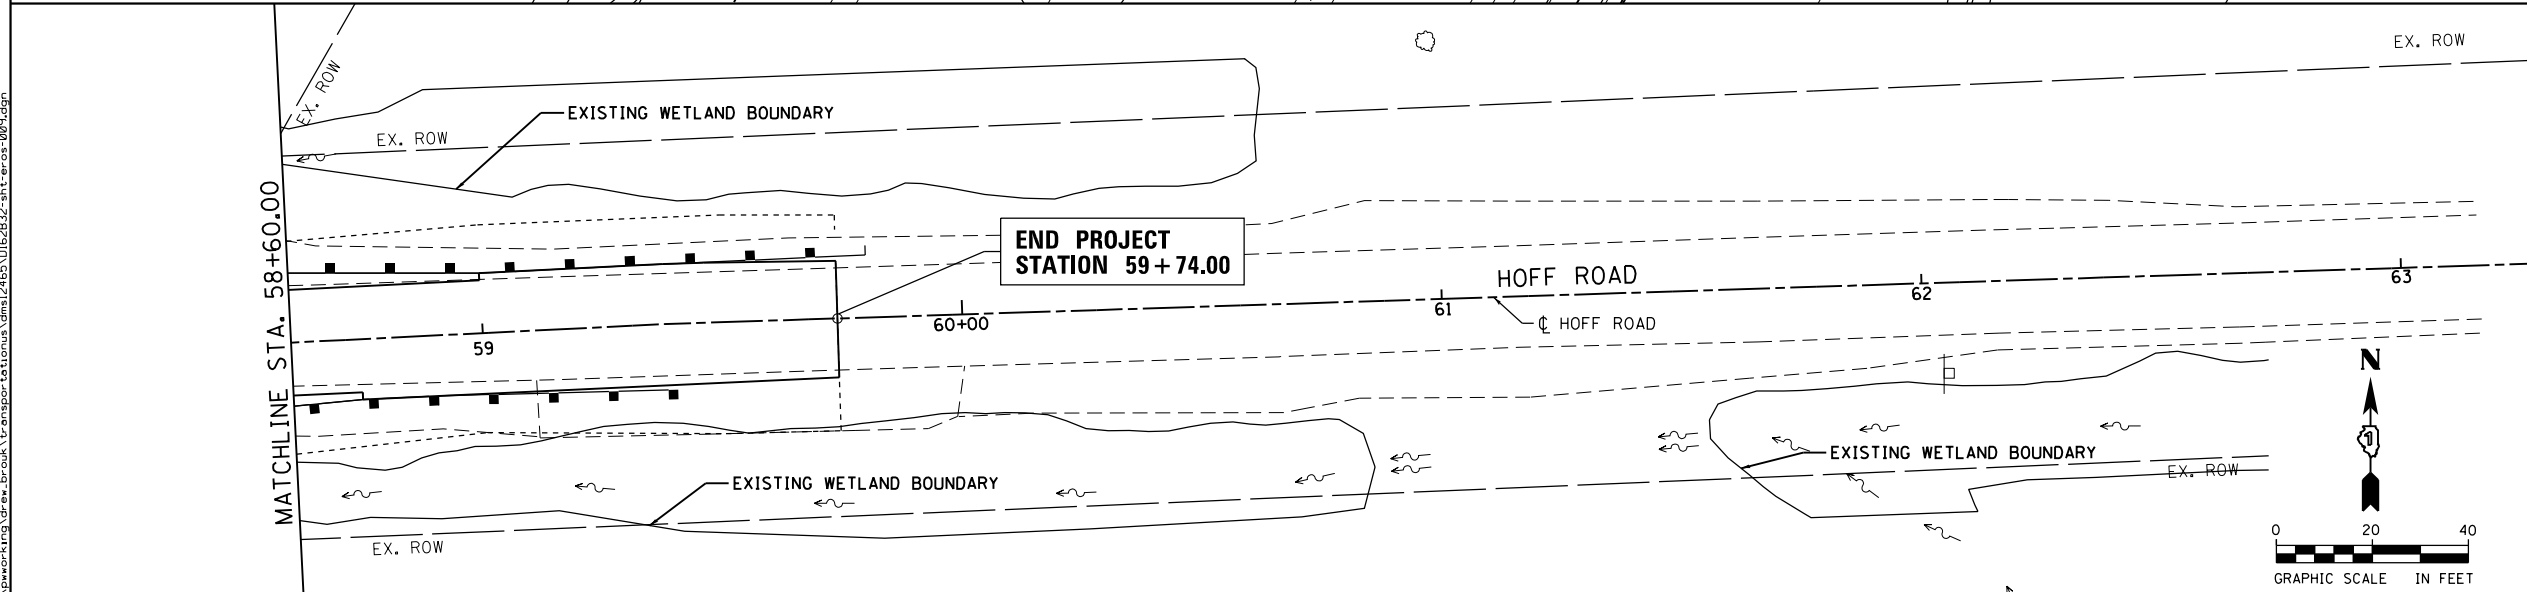 EX. ROW
EX. ROW
EXISTING WETLAND BOUNDARY
EX. ROW
MATCHLINE STA. 58+60.00
END PROJECT
STATION 59+74.00
HOFF ROAD
59
60+00
61
62
63
℄ HOFF ROAD
N
1
EXISTING WETLAND BOUNDARY
EX. ROW
EXISTING WETLAND BOUNDARY
EX. ROW
0 20 40
GRAPHIC SCALE IN FEET